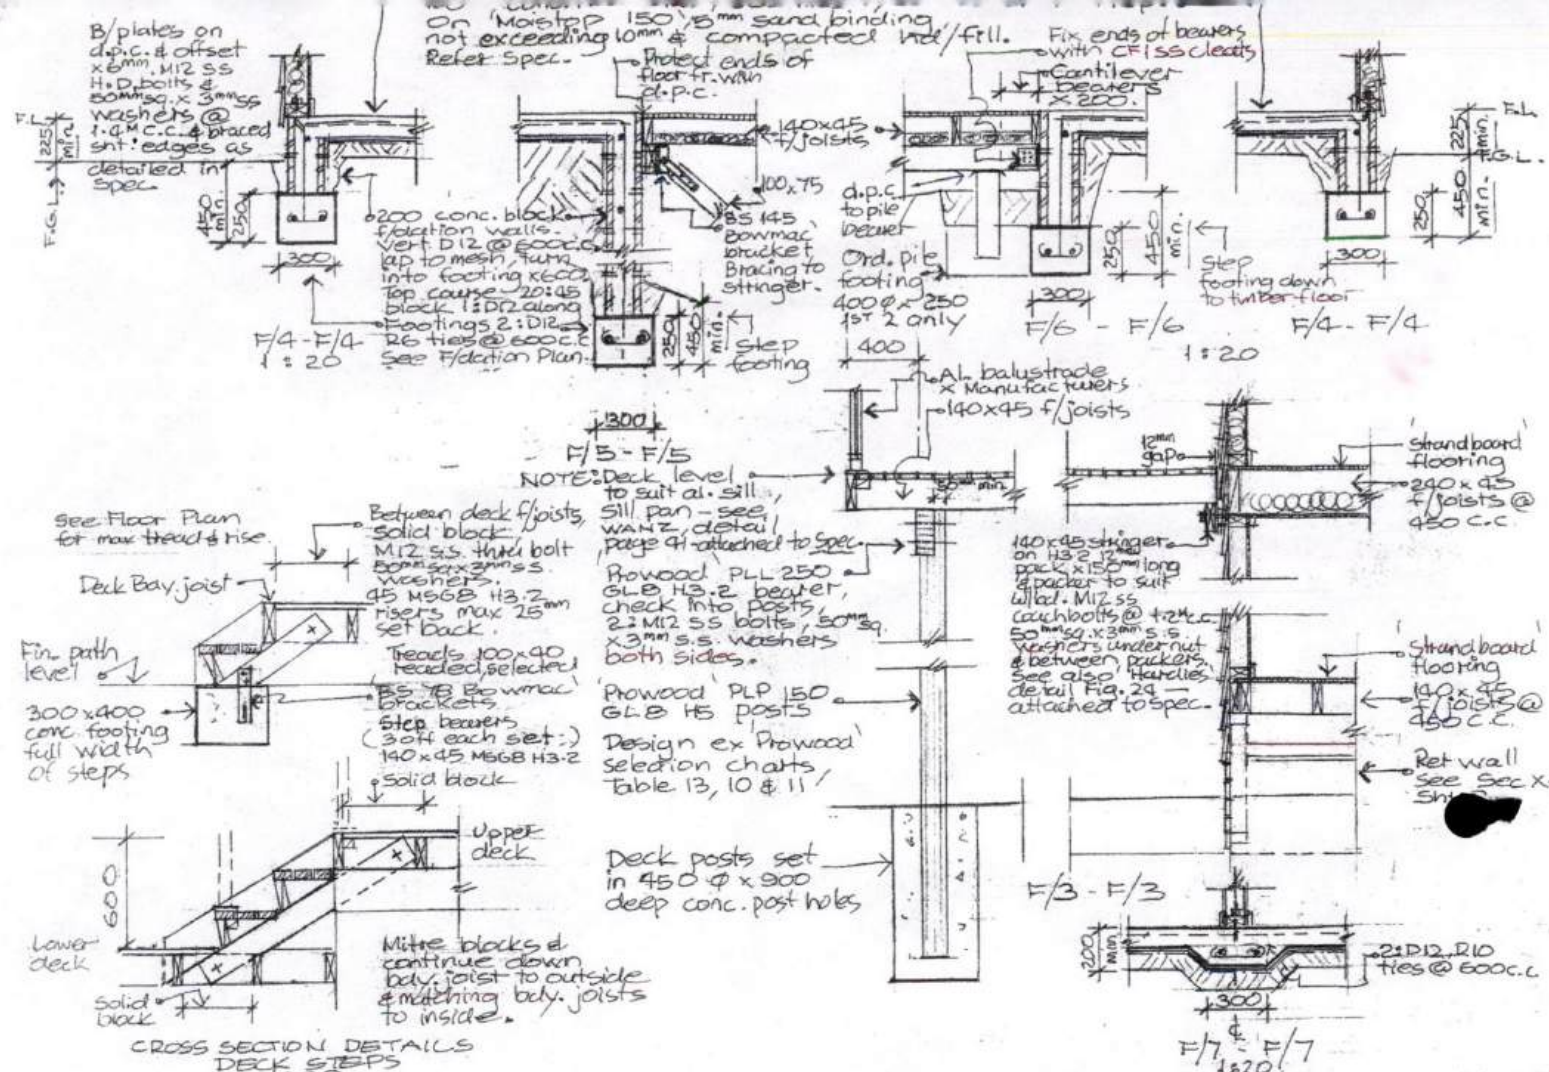 On 'Moistop 150', 5mm sand binding
not exceeding 10mm & compacted hd/fill.
Refer Spec.
B/plates on
d.p.c. & offset
x 6mm. M12 SS
H.D. bolts &
50mm sq. x 3mm SS
washers @
1.4M C.C. & braced
sht. edges as
detailed in
Spec.
F.L.
225
min.
F.G.L.
450
min.
250
300
F/4 - F/4
1:20
200 conc. block
f/dation walls.
Vert. D12 @ 600c.c.
lap to mesh, turn
into footing x600,
Top course 20:45
block 1:D12 along
Footings 2:D12
R6 ties @ 600c.c.
See F/dation Plan.
Protect ends of
floor fr. with
d.p.c.
140x45
f/joists
100x75
BS 145
'Bowmac'
bracket
Bracing to
stringer.
250
450
min.
Step
footing
300
F/5 - F/5
Fix ends of bearers
with CF1SS cleats
Cantilever
bearers
x 200.
d.p.c.
to pile
bearer
Ord. pile
footing
400 Ø x 250
1st 2 only
400
250
450
min.
300
F/6 - F/6
1:20
Step
footing down
to timber floor
F.L.
225
min.
F.G.L.
450
min.
250
300
F/4 - F/4
AL. balustrade
x Manufacturers
140x45 f/joists
NOTE: Deck level
to suit al. sill,
sill pan - see
WANZ, detail
page 41 attached to Spec.
50mm min.
'Prowood' PLL 250
GL8 H3.2 bearer,
check into posts,
2:M12 SS bolts, 50mm sq.
x 3mm S.S. washers
both sides.
'Prowood' PLP 150
GL8 H5 posts
Design ex 'Prowood'
selection charts
Table 13, 10 & 11
Deck posts set
in 450 Ø x 900
deep conc. post holes
12mm
gap
'Strandboard'
flooring
240 x 45
f/joists @
450 C.C.
140x45 stringer
on H3.2 12mm
pack x 150mm long
& packer to suit
w/bd. M12 SS
coachbolts @ 1.2M.C.C
50mm sq. x 3mm S.S.
washers under nut
& between packers.
See also 'Hardies'
detail Fig. 24 -
attached to spec.
'Strandboard'
flooring
140 x 45
f/joists @
450 C.C.
Ret wall
See Sec X
Sht
F/3 - F/3
200
min.
2:D12, R10
ties @ 600c.c
300
℄
F/7 - F/7
1:20
See Floor Plan
for max tread & rise.
Deck Bay. joist
Fin. path
level
300 x 400
conc. footing
full width
of steps
Between deck f/joists,
solid block
M12 S.S. thru bolt
50mm sq x 3mm S.S.
washers.
45 MSG8 H3.2
risers max 25mm
set back.
Treads 100x40
readed, selected
'BS 78 Bowmac'
brackets
Step bearers
(3 off each set:)
140x45 MSG8 H3.2
Solid block
600
Upper
deck
Lower
deck
Solid
block
Mitre blocks &
continue down
bdy. joist to outside
& matching bdy. joists
to inside.
CROSS SECTION DETAILS
DECK STEPS